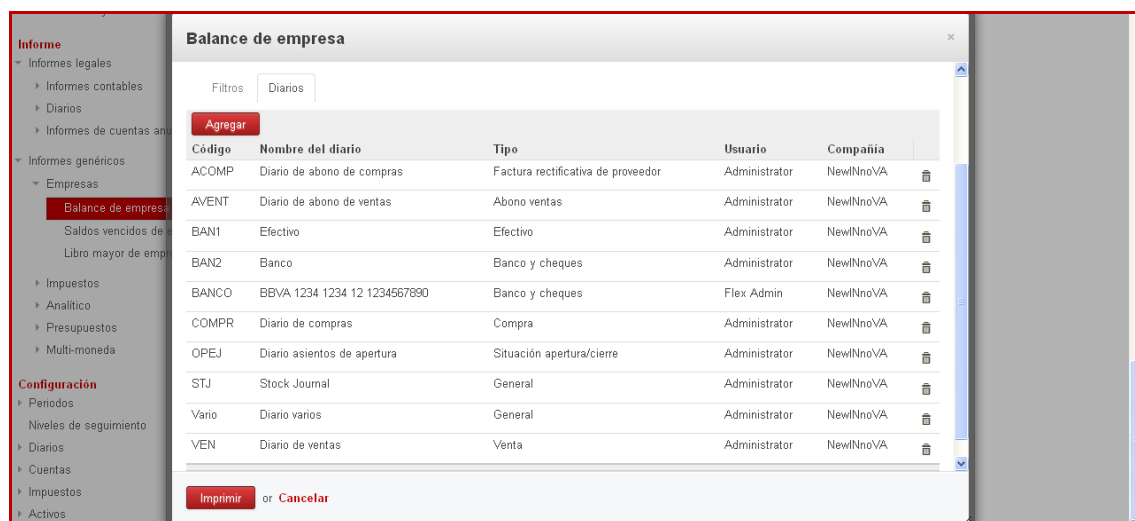 Informe
Informes legales
Informes contables
Diarios
Informes de cuentas anu
Informes genéricos
Empresas
Balance de empresa
Saldos vencidos de e
Libro mayor de empr
Impuestos
Analítico
Presupuestos
Multi-moneda
Configuración
Periodos
Niveles de seguimiento
Diarios
Cuentas
Impuestos
Activos
Balance de empresa ×
Filtros Diarios
Agregar
Código Nombre del diario Tipo Usuario Compañía
ACOMP Diario de abono de compras Factura rectificativa de proveedor Administrator NewINnoVA
AVENT Diario de abono de ventas Abono ventas Administrator NewINnoVA
BAN1 Efectivo Efectivo Administrator NewINnoVA
BAN2 Banco Banco y cheques Administrator NewINnoVA
BANCO BBVA 1234 1234 12 1234567890 Banco y cheques Flex Admin NewINnoVA
COMPR Diario de compras Compra Administrator NewINnoVA
OPEJ Diario asientos de apertura Situación apertura/cierre Administrator NewINnoVA
STJ Stock Journal General Administrator NewINnoVA
Vario Diario varios General Administrator NewINnoVA
VEN Diario de ventas Venta Administrator NewINnoVA
Imprimir or Cancelar